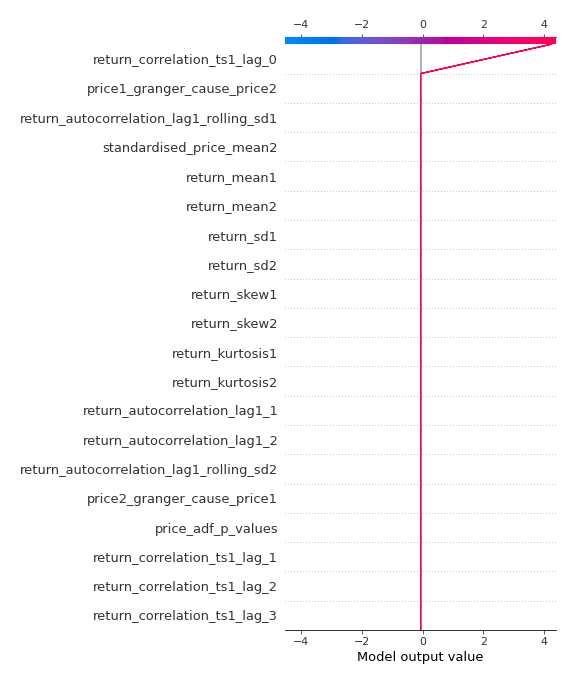 −4 −2 0 2 4
return_correlation_ts1_lag_0
price1_granger_cause_price2
return_autocorrelation_lag1_rolling_sd1
standardised_price_mean2
return_mean1
return_mean2
return_sd1
return_sd2
return_skew1
return_skew2
return_kurtosis1
return_kurtosis2
return_autocorrelation_lag1_1
return_autocorrelation_lag1_2
return_autocorrelation_lag1_rolling_sd2
price2_granger_cause_price1
price_adf_p_values
return_correlation_ts1_lag_1
return_correlation_ts1_lag_2
return_correlation_ts1_lag_3
−4 −2 0 2 4
Model output value